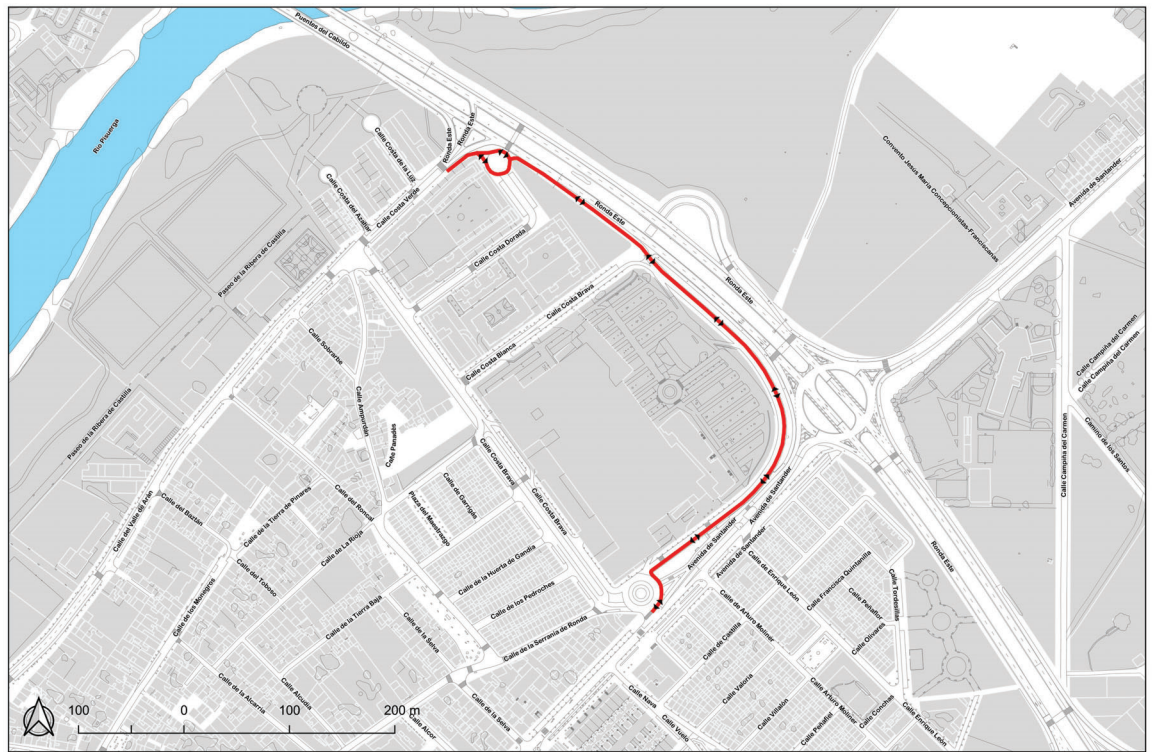 Puentes del Cabildo
Río Pisuerga
Ronda Este
Ronda Este
Calle Costa de la Luz
Calle Costa del Azahar
Calle Costa Verde
Convento Jesús María Concepcionistas-Franciscanas
Avenida de Santander
Ronda Este
Paseo de la Ribera de Castilla
Calle Costa Dorada
Ronda Este
Calle Costa Brava
Calle Sobrarbe
Calle Costa Blanca
Calle Campiña del Carmen
Calle Campiña del Carmen
Paseo de la Ribera de Castilla
Calle Ampurdán
Calle Panadés
Camino de los Santos
Calle Campiña del Carmen
Calle Costa Brava
Calle de Garrigás
Calle Costa Brava
Avenida de Santander
Calle del Valle de Arán
Calle del Baztán
Calle de la Tierra de Pinares
Calle del Roncal
Plaza del Maestrazgo
Calle de La Rioja
Avenida de Santander
Avenida de Santander
Ronda Este
Calle de la Huerta de Gandía
Calle de Enrique León
Calle Francisca Quintanilla
Calle del Toboso
Calle de los Monegros
Calle de los Pedroches
Calle Tordesillas
Calle Peñaflor
Calle de la Tierra Baja
Calle de la Selva
Calle de la Serranía de Ronda
Calle de Arturo Moliner
Calle de Castilla
Calle Olivares
Calle de la Alcarria
Calle Alcudia
Calle de la Selva
Calle Nava
Calle Valoria
Calle Villalón
Calle Arturo Moliner
Calle Conchas
Calle Alcor
Calle Vuelo
Calle Peñafiel
Calle Enrique León
100 0 100 200 m